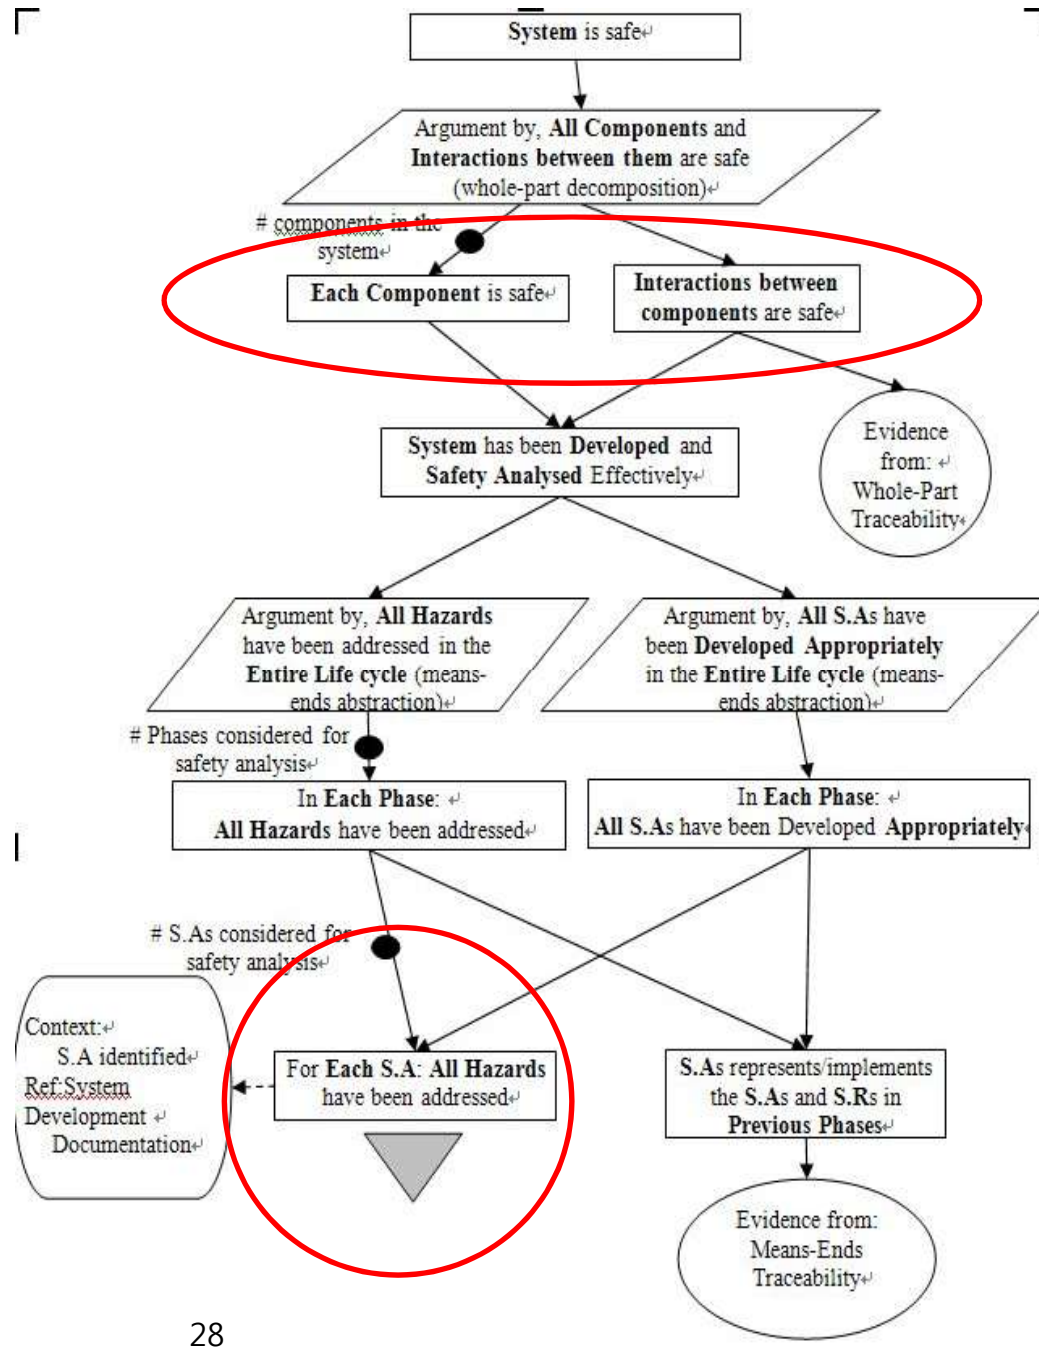 System is safe↵
Argument by, All Components and
Interactions between them are safe
(whole-part decomposition)↵
# components in the
system↵
Each Component is safe↵
Interactions between
components are safe↵
System has been Developed and
Safety Analysed Effectively↵
Evidence
from: ↵
Whole-Part
Traceability↵
Argument by, All Hazards
have been addressed in the
Entire Life cycle (means-
ends abstraction)↵
Argument by, All S.As have
been Developed Appropriately
in the Entire Life cycle (means-
ends abstraction)↵
# Phases considered for
safety analysis↵
In Each Phase: ↵
All Hazards have been addressed↵
In Each Phase: ↵
All S.As have been Developed Appropriately↵
# S.As considered for
safety analysis↵
Context:↵
S.A identified↵
Ref:System
Development ↵
Documentation↵
For Each S.A: All Hazards
have been addressed↵
S.As represents/implements
the S.As and S.Rs in
Previous Phases↵
Evidence from:
Means-Ends
Traceability↵
28